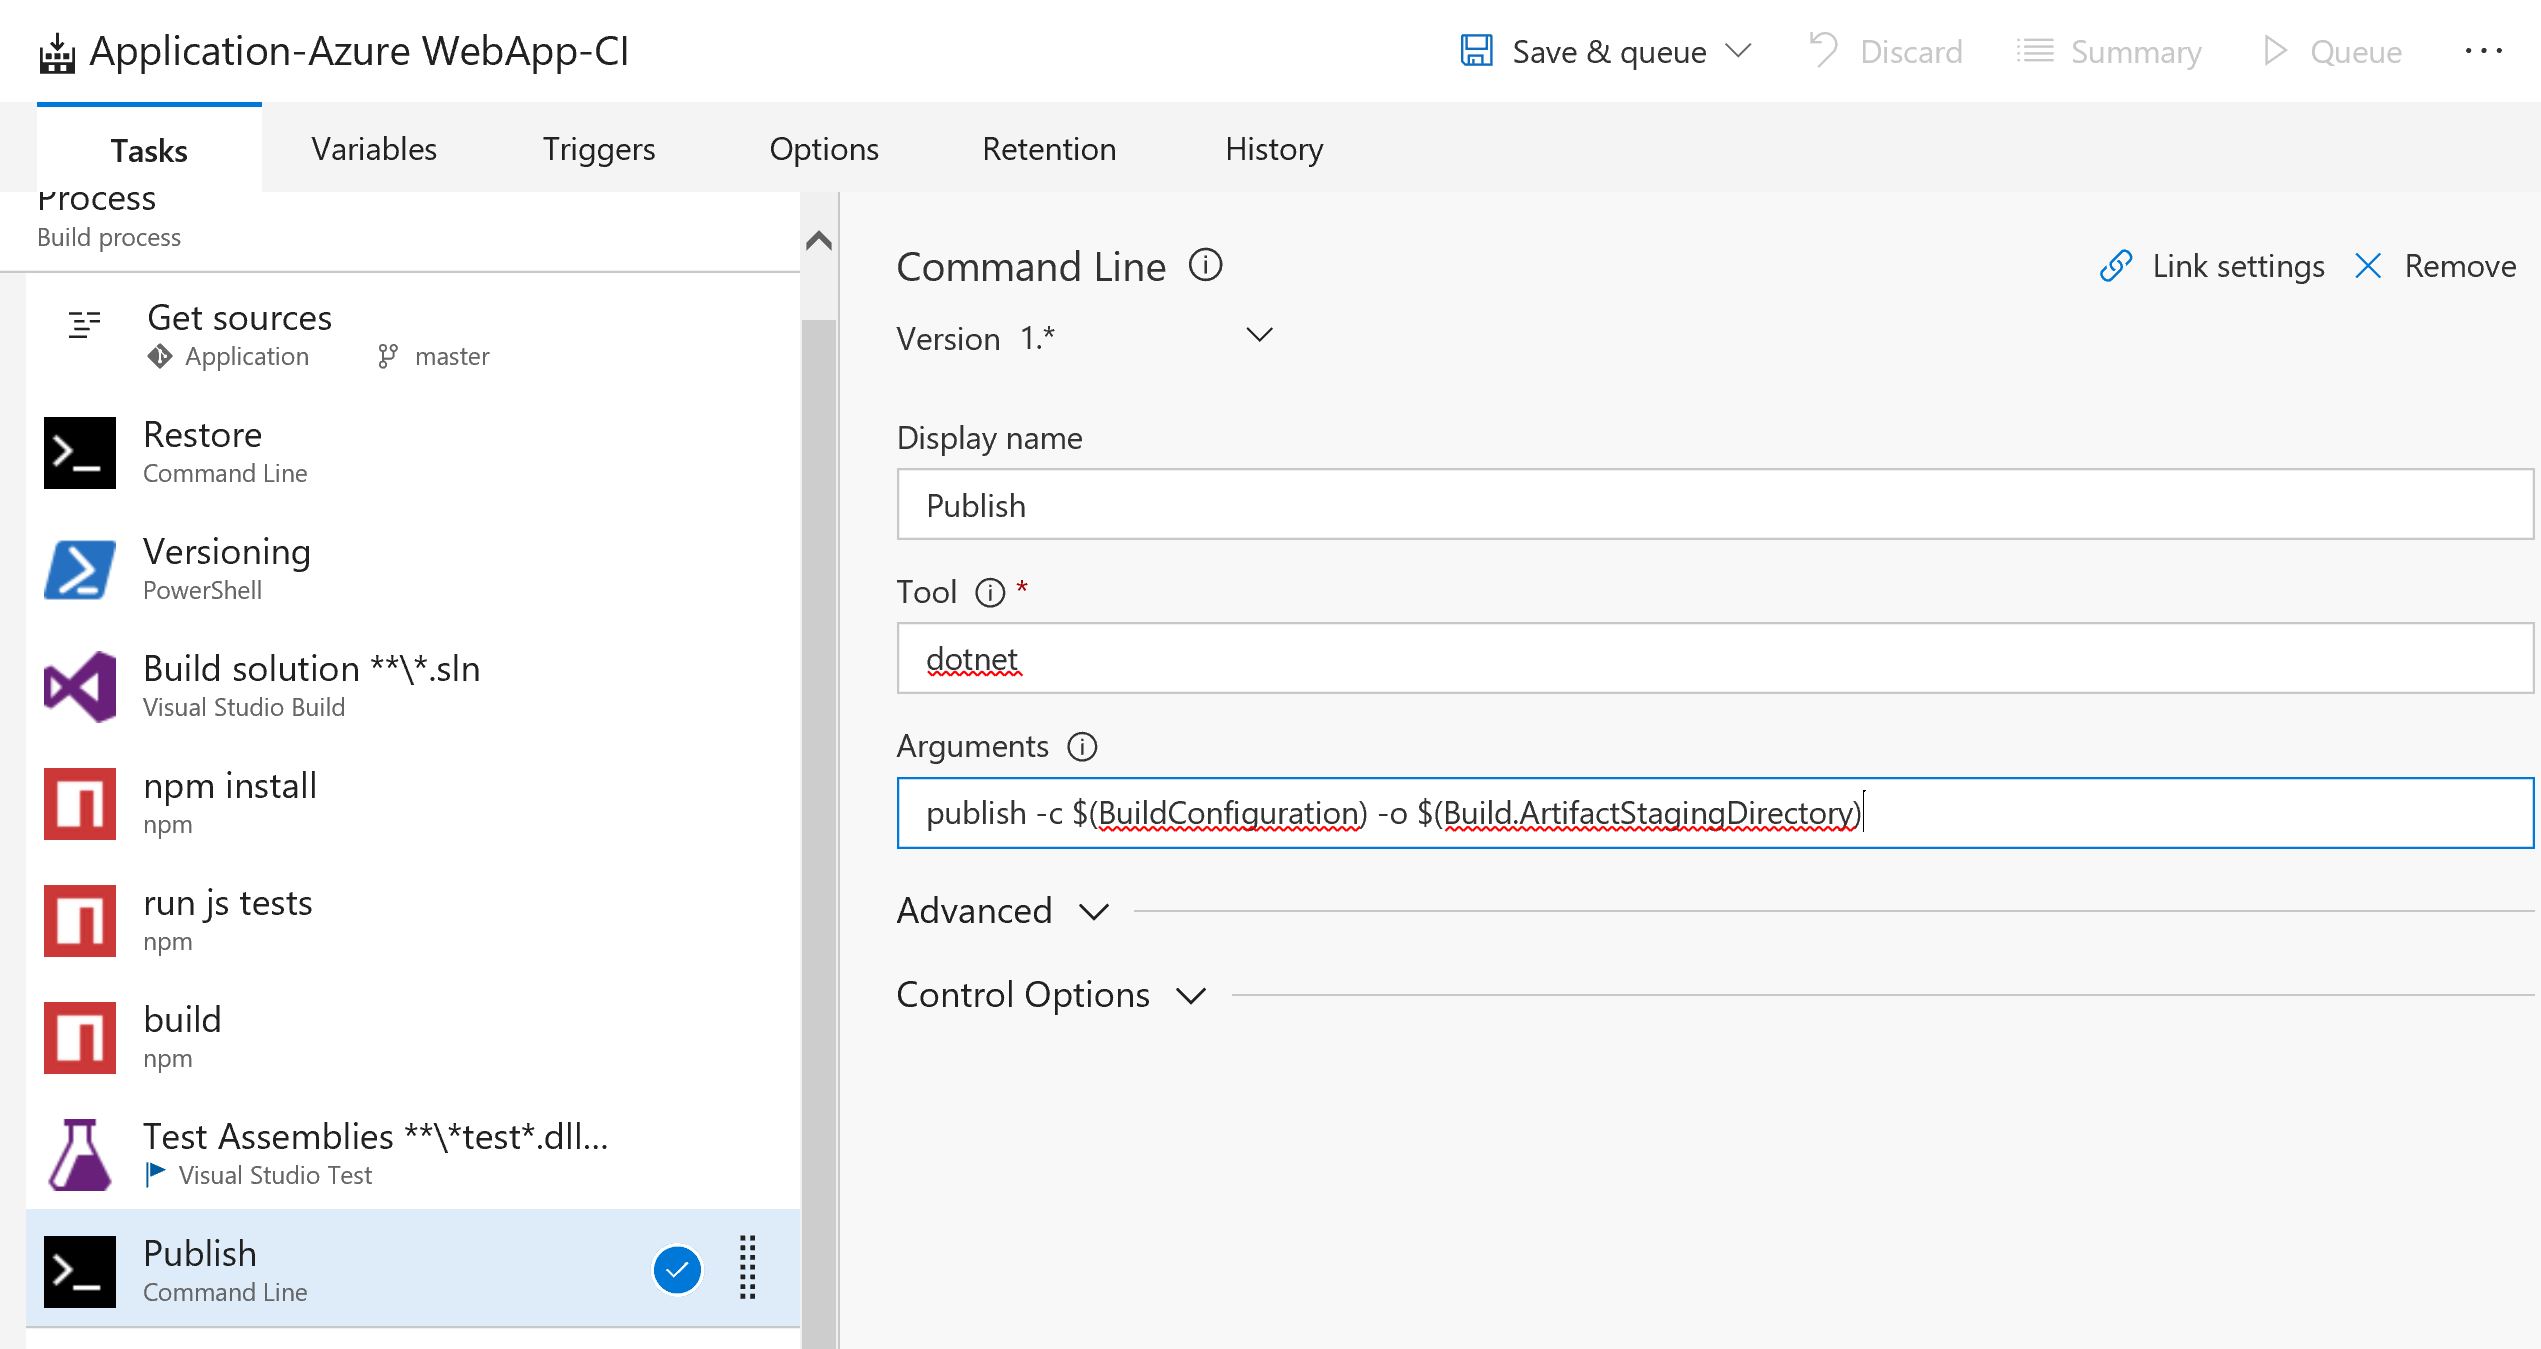 Application-Azure WebApp-CI
Save & queue
Discard
Summary
Queue
Tasks
Variables
Triggers
Options
Retention
History
Process
Build process
Get sources
Application
master
Restore
Command Line
Versioning
PowerShell
Build solution **\*.sln
Visual Studio Build
npm install
npm
run js tests
npm
build
npm
Test Assemblies **\*test*.dll...
Visual Studio Test
Publish
Command Line
Command Line
Link settings
Remove
Version 1.*
Display name
Publish
Tool *
dotnet
Arguments
publish -c $(BuildConfiguration) -o $(Build.ArtifactStagingDirectory)
Advanced
Control Options